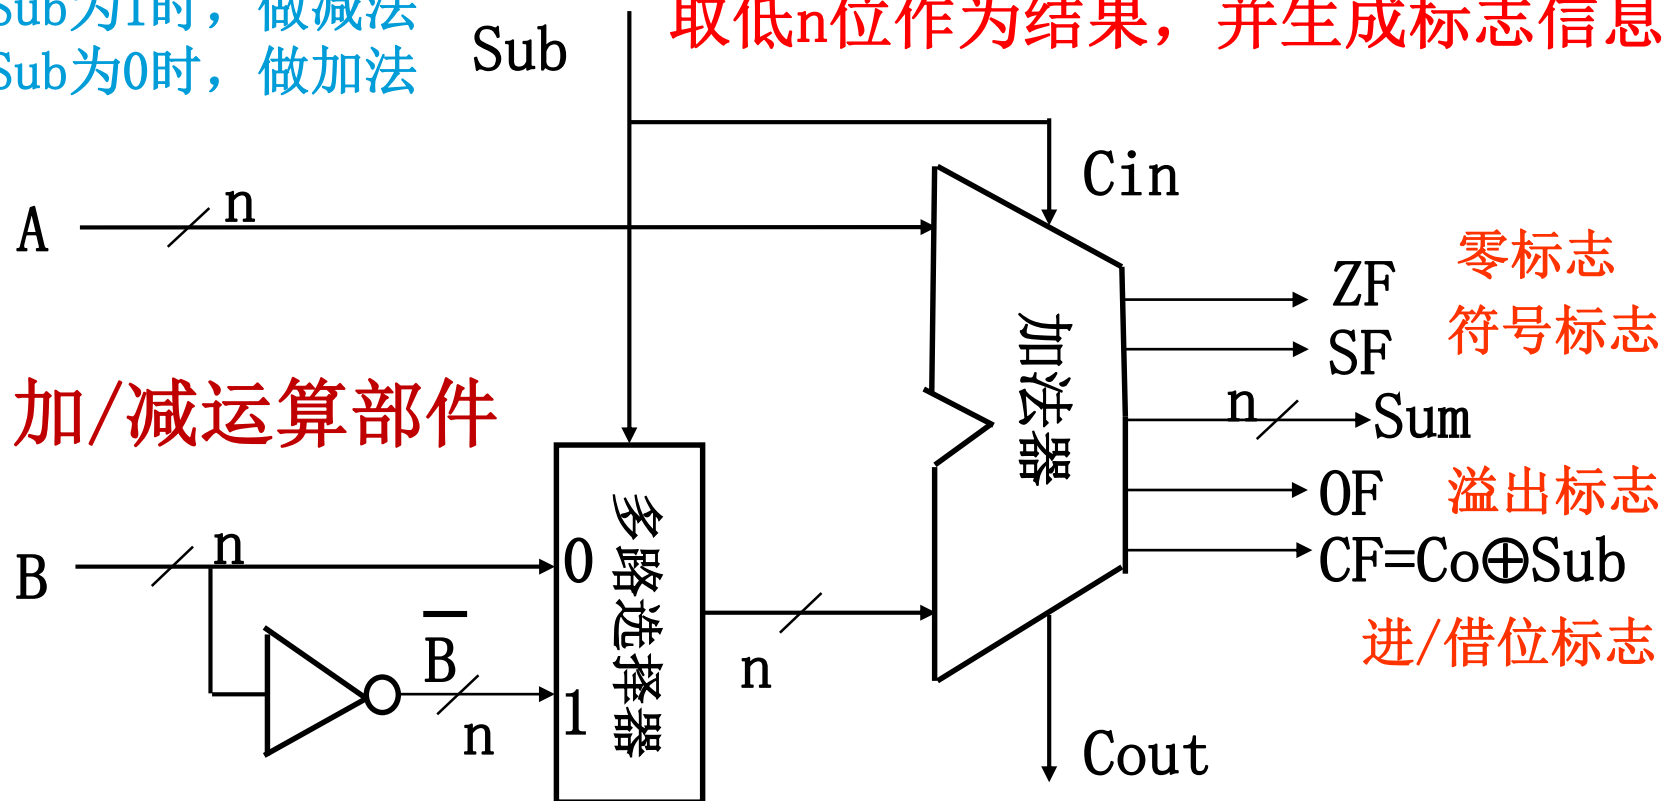 Sub为1时，做减法
Sub为0时，做加法
取低n位作为结果，并生成标志信息
Sub
Cin
A
n
加法器
ZF
零标志
SF
符号标志
n
Sum
加/减运算部件
OF
溢出标志
CF=Co⊕Sub
进/借位标志
B
n
0
多路选择器
B̅
n
1
n
Cout